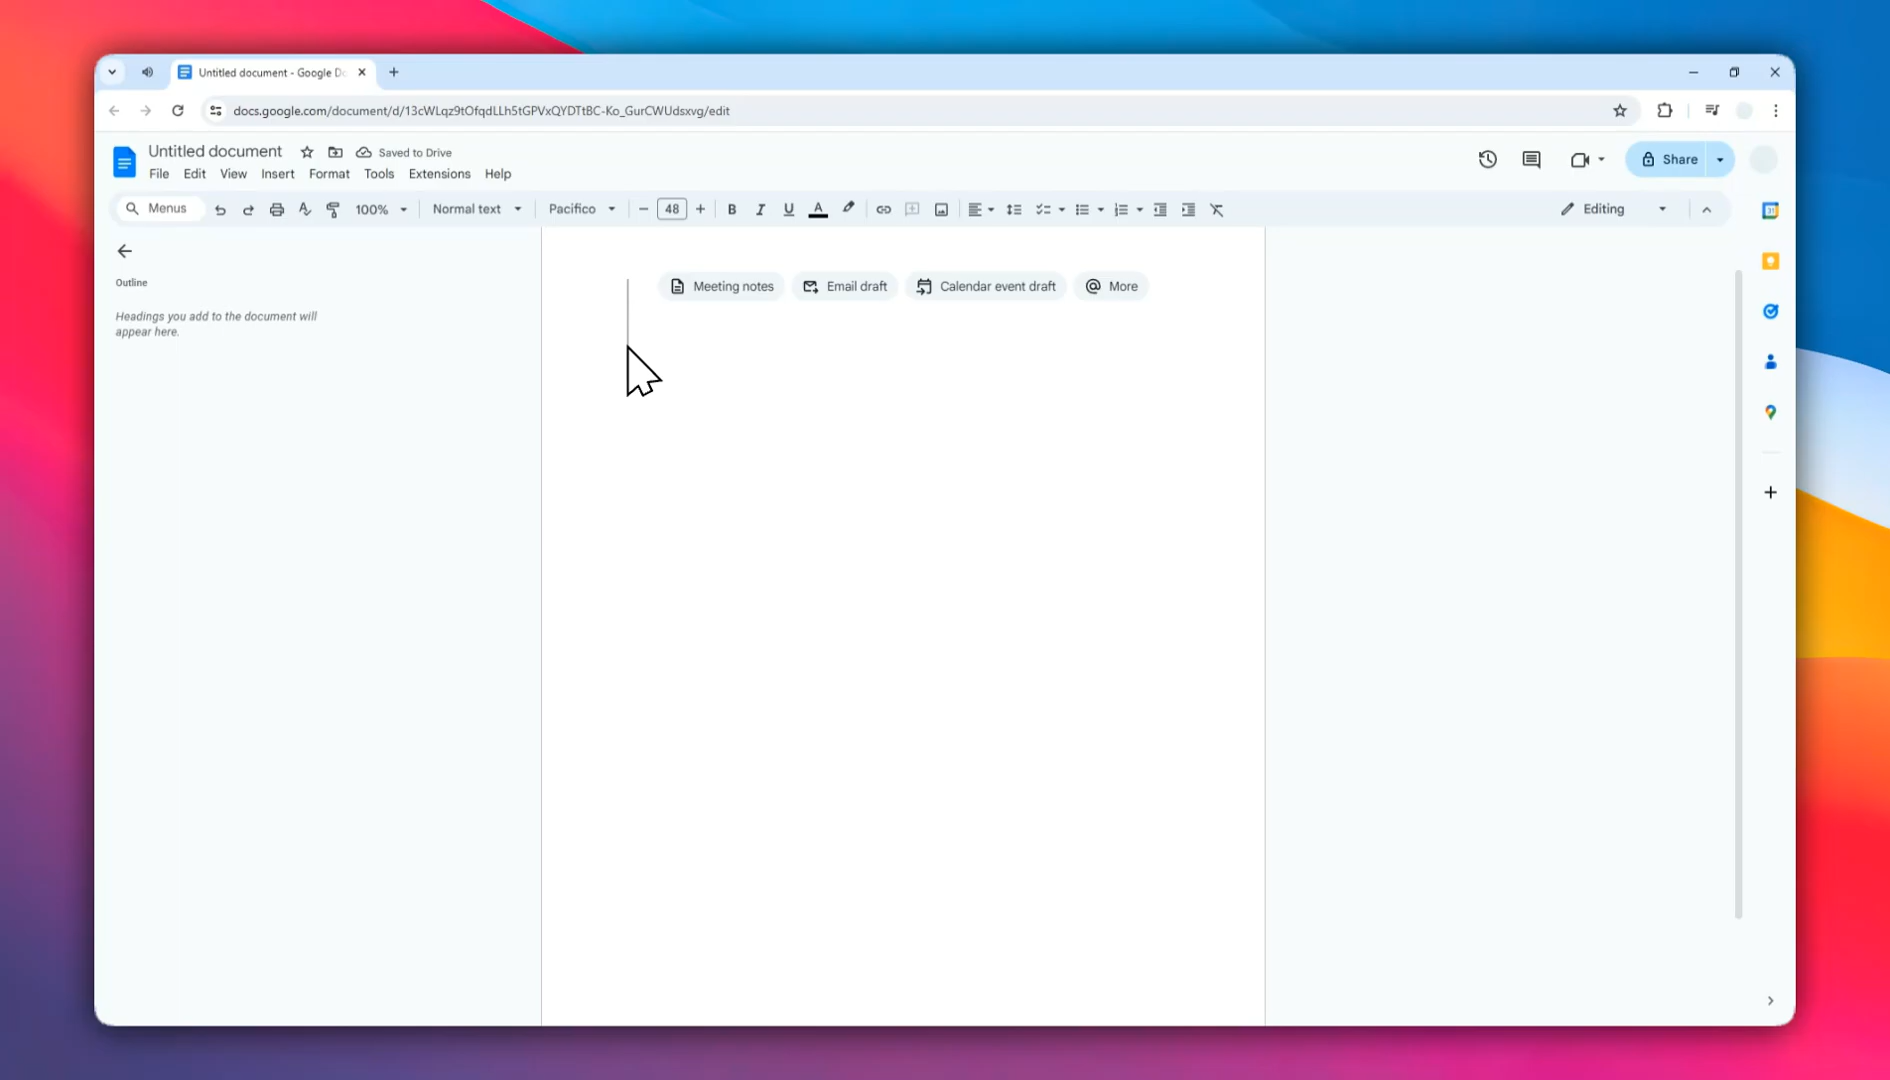 Untitled document - Google Do
docs.google.com/document/d/13cWLqz9tOfqdLLh5tGPVxQYDTtBC-Ko_GurCWUdsxvg/edit
Untitled document Saved to Drive
File Edit View Insert Format Tools Extensions Help
Share
Menus 100% Normal text Pacifico 48 B I U A Editing
Outline
Headings you add to the document will
appear here.
Meeting notes Email draft Calendar event draft More